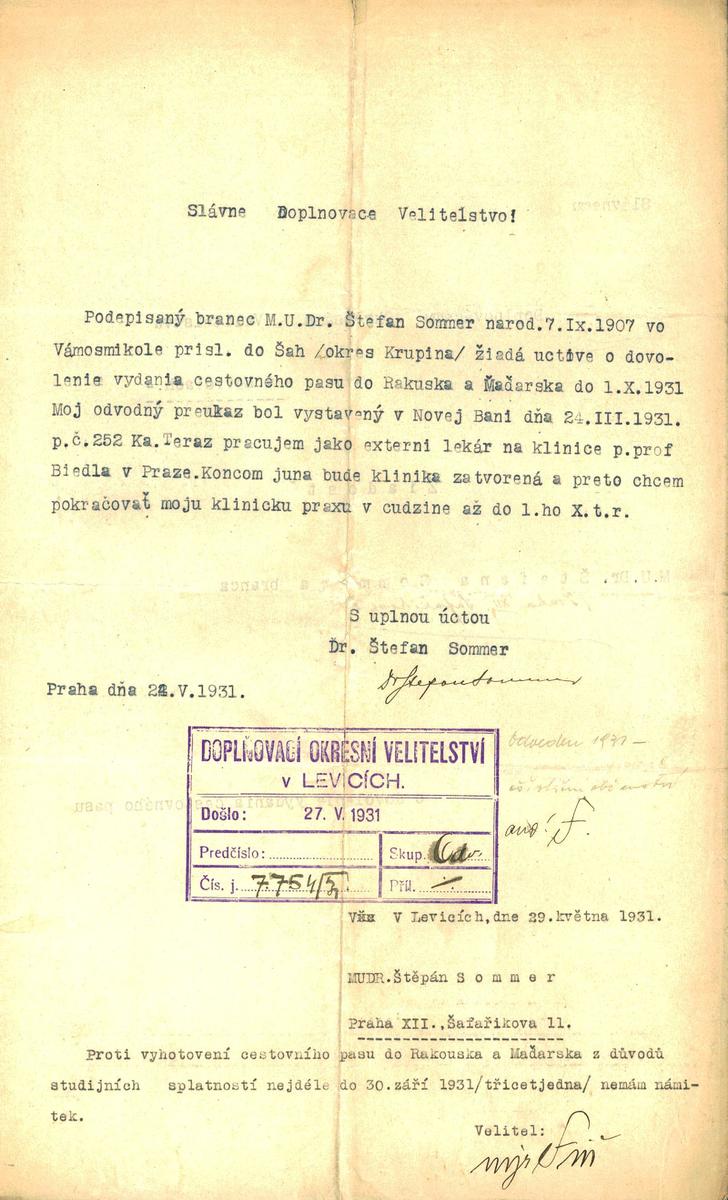 Slávne Doplnovace Velitelstvo!
Podepisaný branec M.U.Dr. Štefan Sommer narod.7.Ix.1907 vo
Vámosmikole prisl. do Šah /okres Krupina/ žiadá uctive o dovo-
lenie vydania cestovného pasu do Rakuska a Maďarska do 1.X.1931
Moj odvodný preukaz bol vystavený v Novej Bani dňa 24.III.1931.
p.č.252 Ka.Teraz pracujem jako externi lekár na klinice p.prof
Biedla v Praze.Koncom juna bude klinika zatvorená a preto chcem
pokračovať moju klinicku praxu v cudzine až do 1.ho X.t.r.
S uplnou úctou
Dr. Štefan Sommer
Dr Stefan Sommer
Praha dňa 22.V.1931.
DOPLŇOVACÍ OKRESNÍ VELITELSTVÍ
V LEVICÍCH.
Došlo: 27. V. 1931
Predčíslo:
Skup.
Čís. j. 7754/
Příl. —
Odveden 1931 —
ano!
V Levicích,dne 29.května 1931.
MUDR.Štěpán S o m m e r
Praha XII.,Šafaříkova 11.
Proti vyhotovení cestovního pasu do Rakouska a Maďarska z důvodů
studijních splatností nejdéle do 30.září 1931/třicetjedna/ nemám námi-
tek.
Velitel: